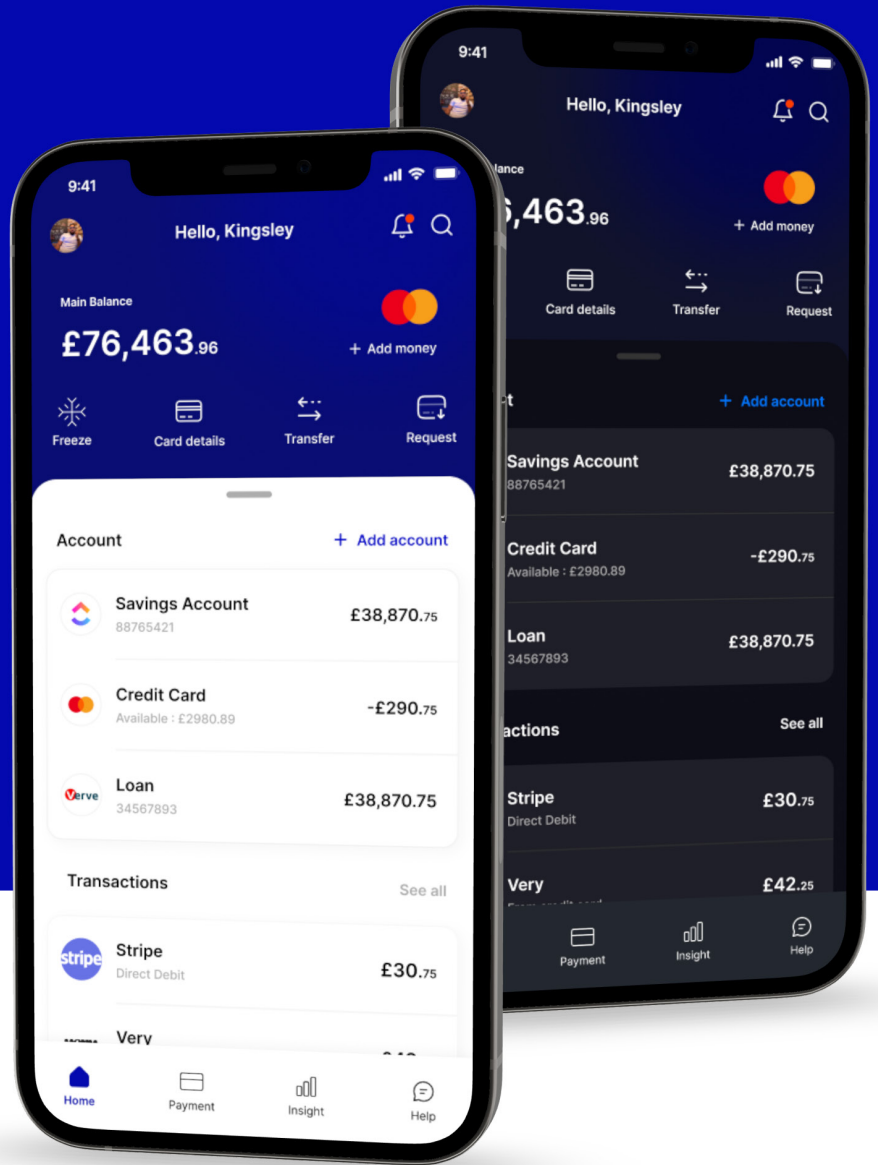 9:41
Hello, Kingsley
Main Balance
£76,463.96
+ Add money
Freeze
Card details
Transfer
Request
Account
+ Add account
Savings Account
88765421
£38,870.75
Credit Card
Available : £2980.89
-£290.75
Loan
34567893
£38,870.75
Verve
Transactions
See all
stripe
Stripe
Direct Debit
£30.75
Very
Home
Payment
Insight
Help
9:41
Hello, Kingsley
lance
,463.96
+ Add money
Card details
Transfer
Request
t
+ Add account
Savings Account
88765421
£38,870.75
Credit Card
Available : £2980.89
-£290.75
Loan
34567893
£38,870.75
actions
See all
Stripe
Direct Debit
£30.75
Very
From credit card
£42.25
Payment
Insight
Help